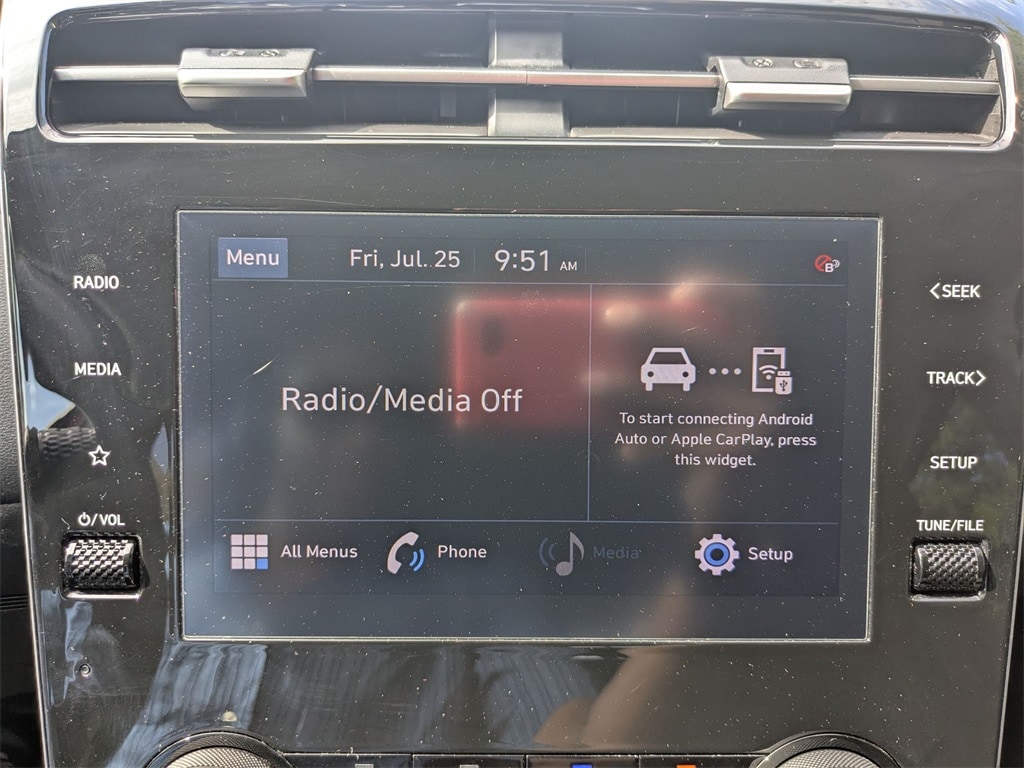 Menu Fri, Jul. 25 9:51 AM
B
RADIO
MEDIA
⏻/VOL
Radio/Media Off
To start connecting Android
Auto or Apple CarPlay, press
this widget.
All Menus Phone Media Setup
<SEEK
TRACK>
SETUP
TUNE/FILE